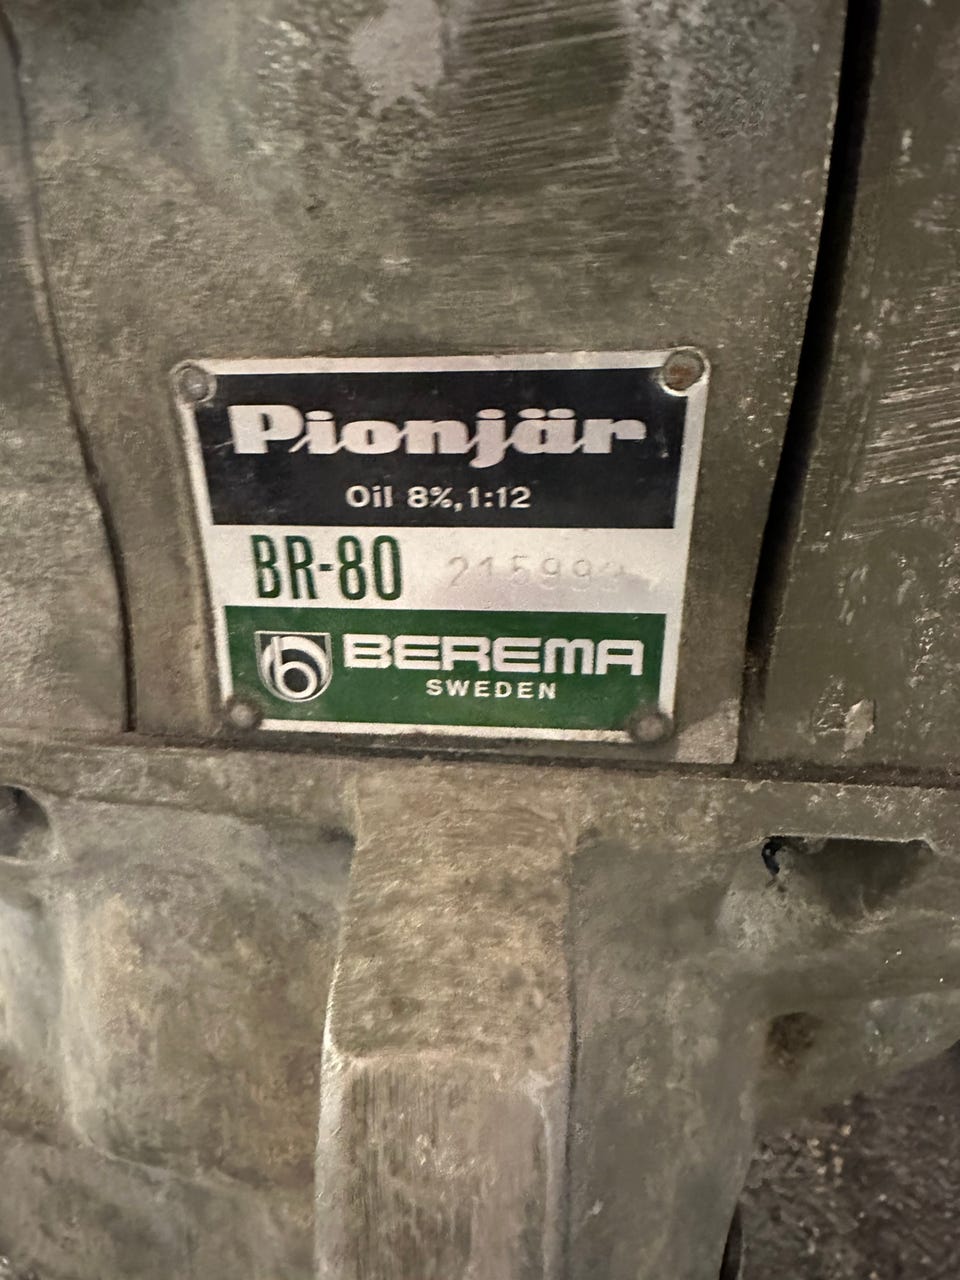 Pionjär
Oil 8%, 1:12
BR-80
BEREMA
SWEDEN